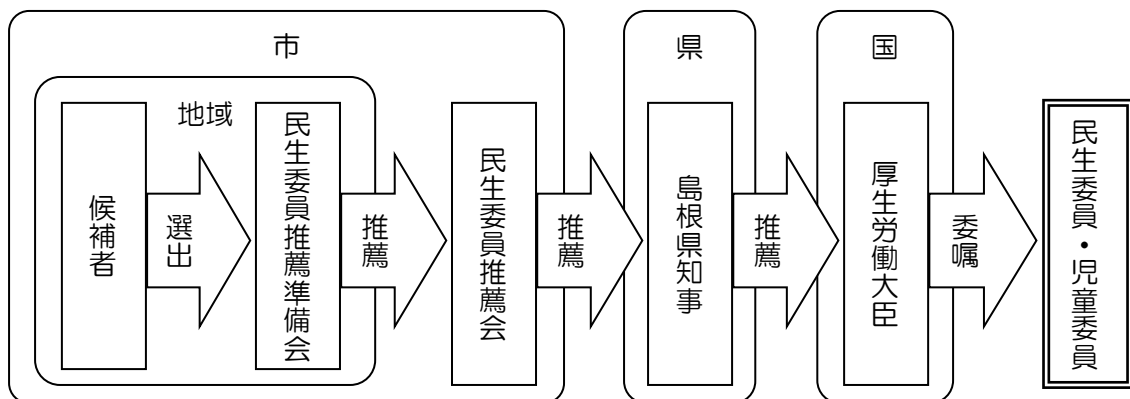 市
地域
候補者
選出
民生委員推薦準備会
推薦
民生委員推薦会
推薦
県
島根県知事
推薦
国
厚生労働大臣
委嘱
民生委員・児童委員